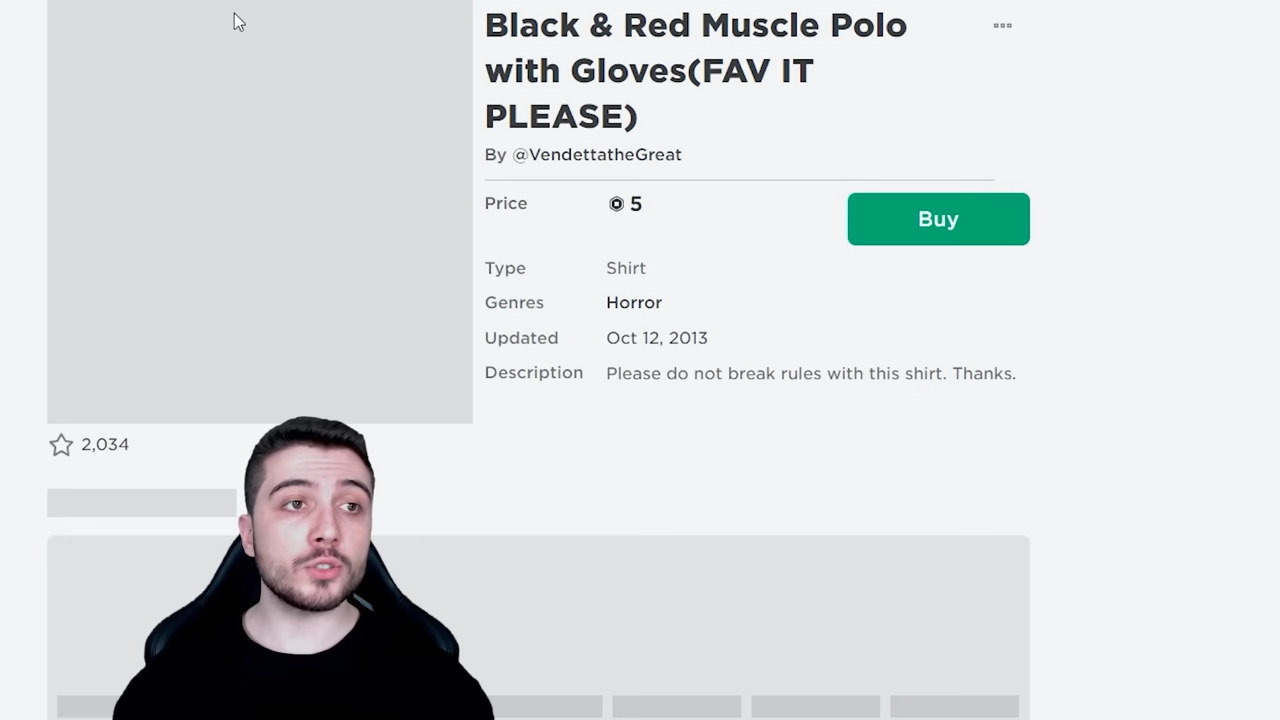 Black & Red Muscle Polo
with Gloves(FAV IT
PLEASE)
By @VendettatheGreat
Price 5
Buy
Type Shirt
Genres Horror
Updated Oct 12, 2013
Description Please do not break rules with this shirt. Thanks.
2,034